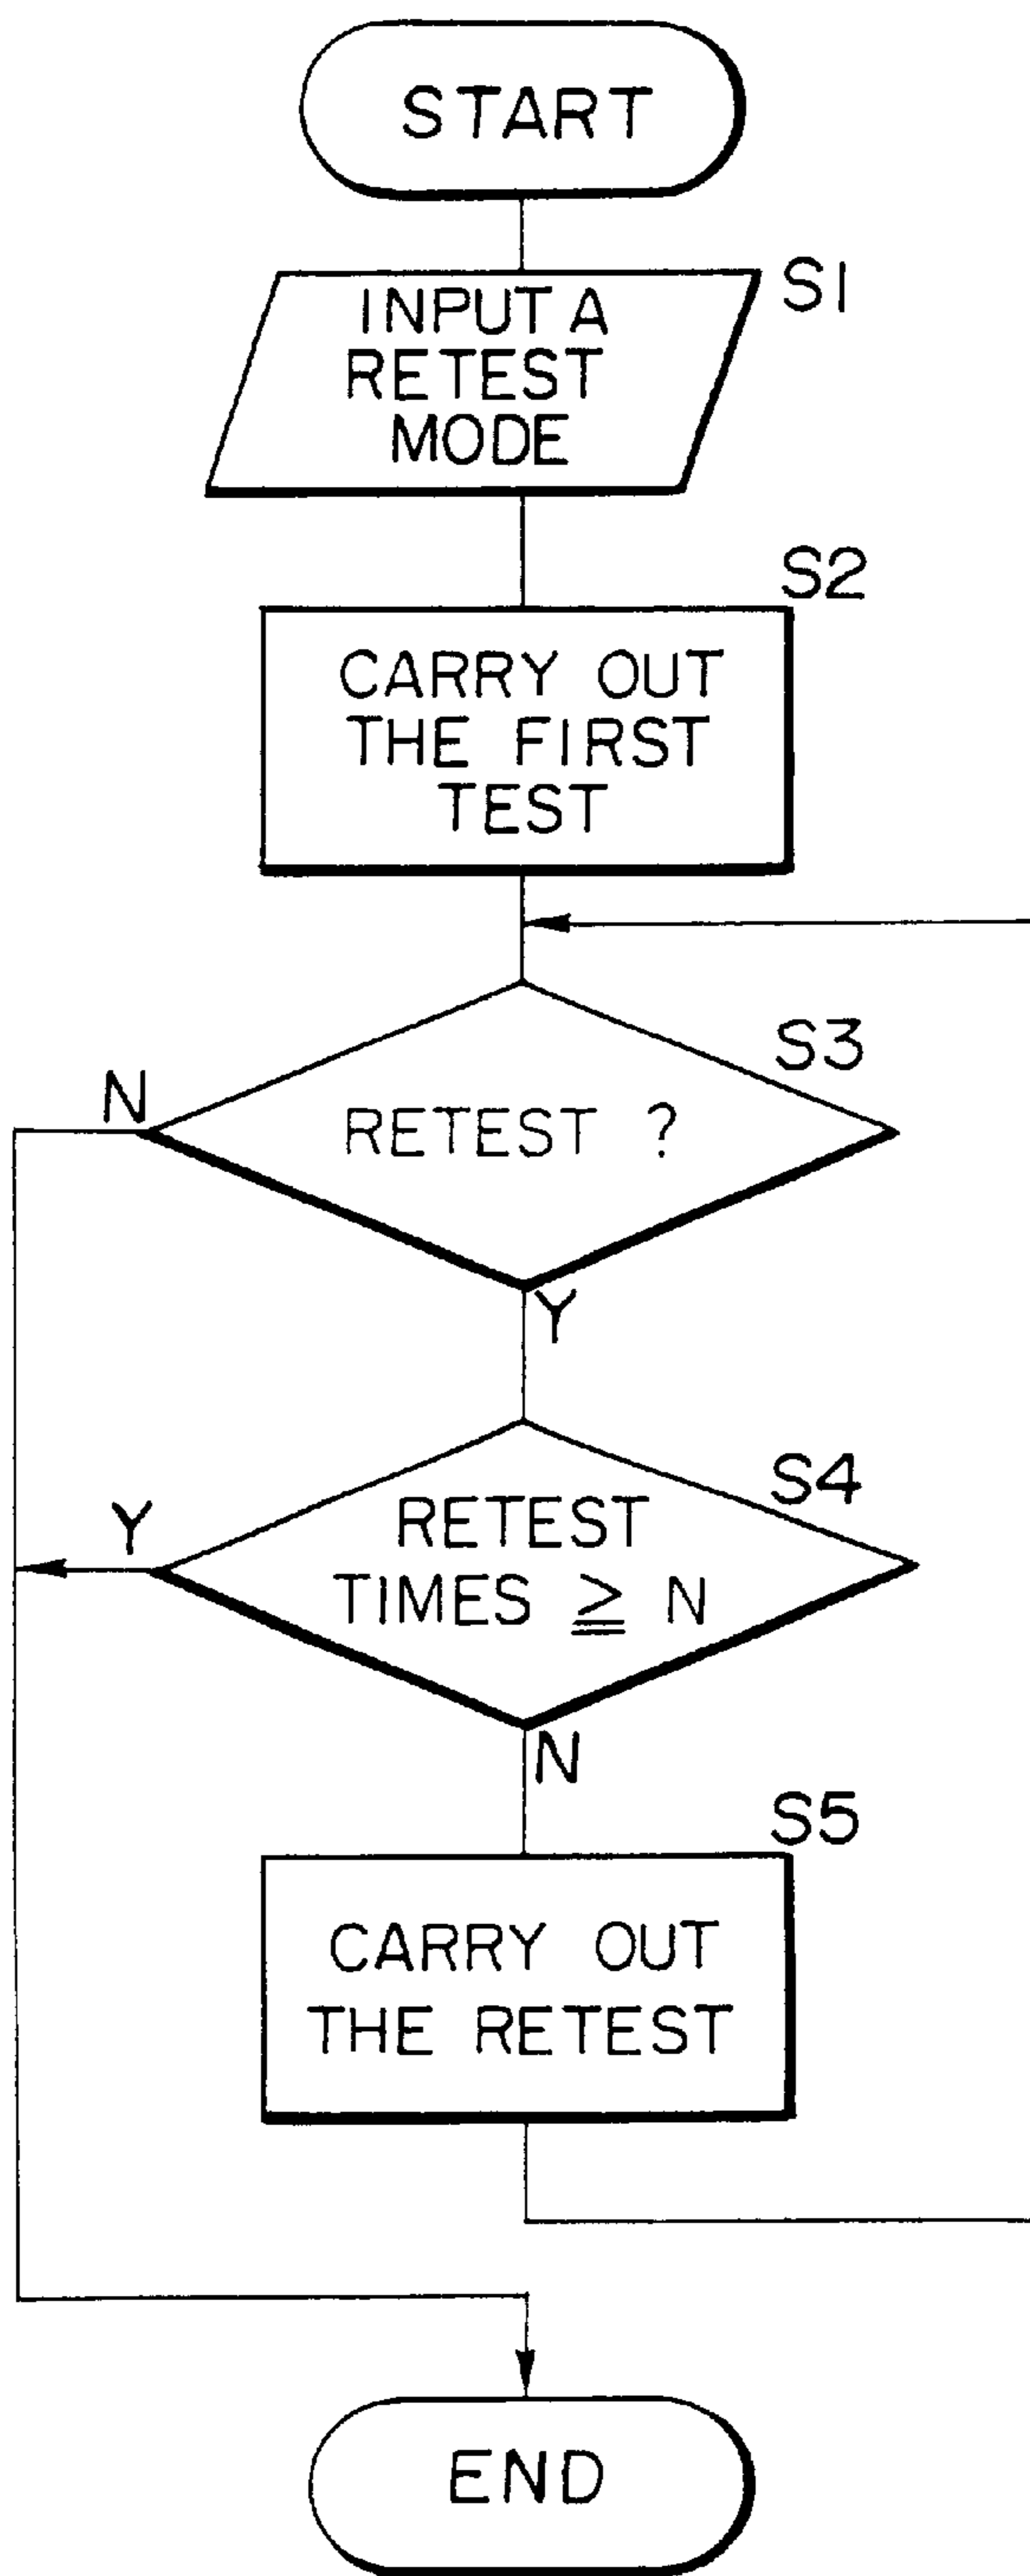 START
S1
INPUT A
RETEST
MODE
S2
CARRY OUT
THE FIRST
TEST
S3
N
RETEST ?
Y
S4
Y
RETEST
TIMES ≧ N
N
S5
CARRY OUT
THE RETEST
END